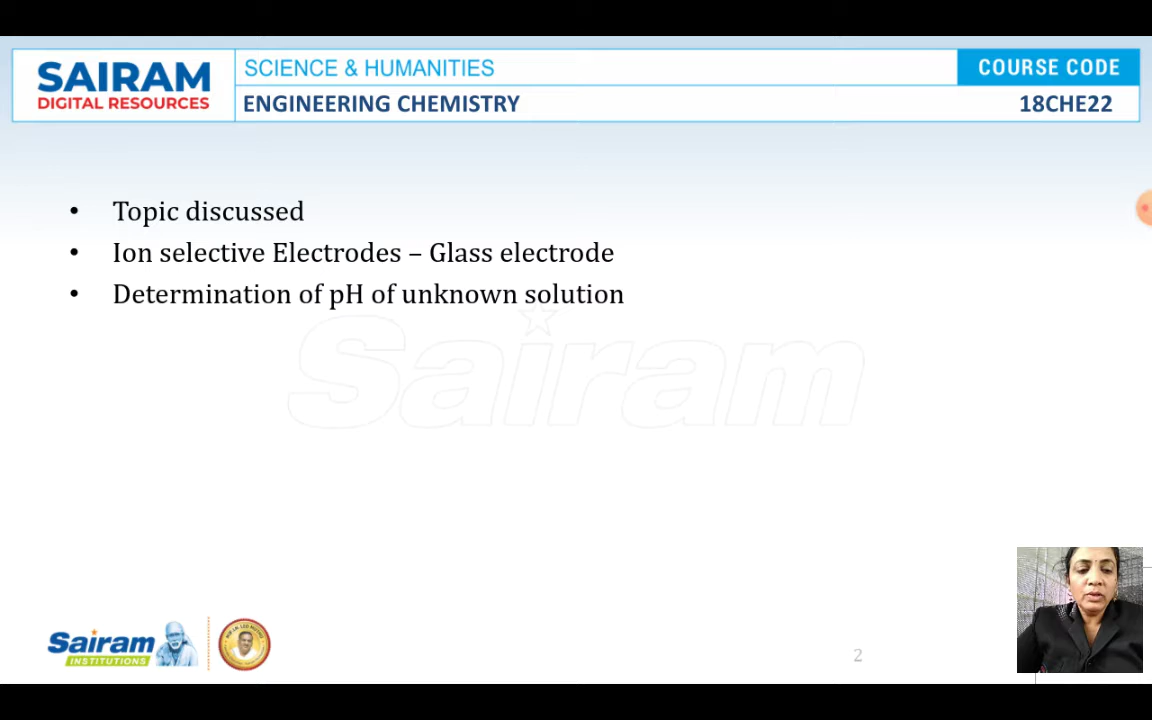 SAIRAM
DIGITAL RESOURCES
SCIENCE & HUMANITIES
COURSE CODE
ENGINEERING CHEMISTRY
18CHE22
• Topic discussed
• Ion selective Electrodes – Glass electrode
• Determination of pH of unknown solution
Sairam
Sairam
INSTITUTIONS
2